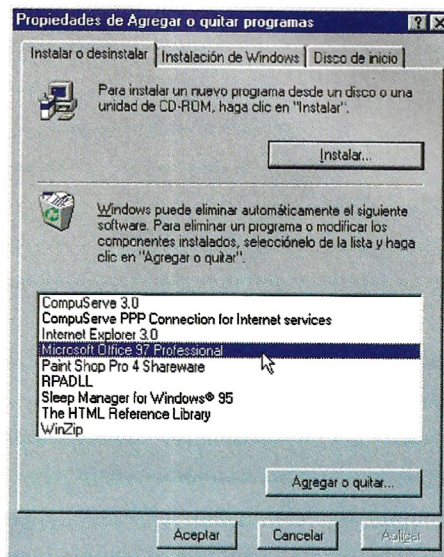 Propiedades de Agregar o quitar programas
Instalar o desinstalar
Instalación de Windows
Disco de inicio
Para instalar un nuevo programa desde un disco o una
unidad de CD-ROM, haga clic en "Instalar".
Instalar...
Windows puede eliminar automáticamente el siguiente
software. Para eliminar un programa o modificar los
componentes instalados, selecciónelo de la lista y haga
clic en "Agregar o quitar".
CompuServe 3.0
CompuServe PPP Connection for Internet services
Internet Explorer 3.0
Microsoft Office 97 Professional
Paint Shop Pro 4 Shareware
RPADLL
Sleep Manager for Windows® 95
The HTML Reference Library
WinZip
Agregar o quitar...
Aceptar
Cancelar
Aplicar